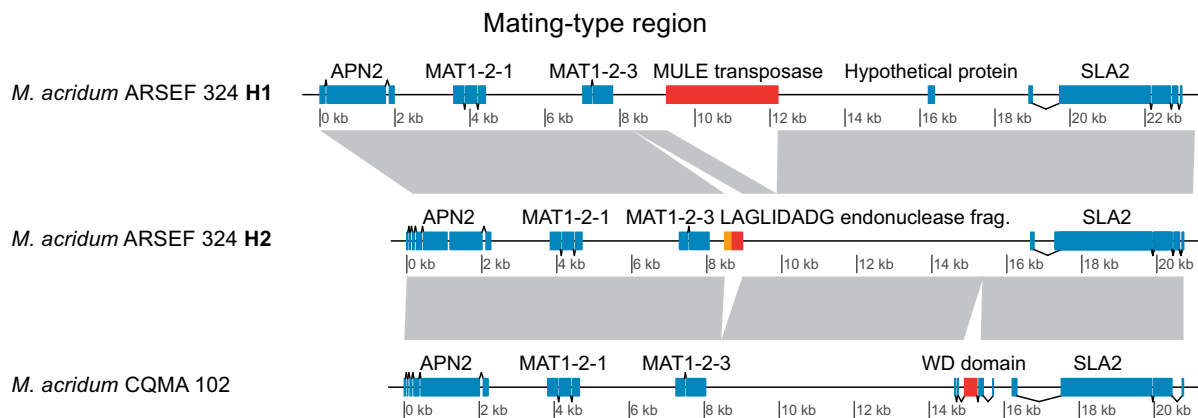 Mating-type region
APN2 MAT1-2-1 MAT1-2-3 MULE transposase Hypothetical protein SLA2
M. acridum ARSEF 324 H1
0 kb 2 kb 4 kb 6 kb 8 kb 10 kb 12 kb 14 kb 16 kb 18 kb 20 kb 22 kb
APN2 MAT1-2-1 MAT1-2-3 LAGLIDADG endonuclease frag. SLA2
M. acridum ARSEF 324 H2
0 kb 2 kb 4 kb 6 kb 8 kb 10 kb 12 kb 14 kb 16 kb 18 kb 20 kb
APN2 MAT1-2-1 MAT1-2-3 WD domain SLA2
M. acridum CQMA 102
0 kb 2 kb 4 kb 6 kb 8 kb 10 kb 12 kb 14 kb 16 kb 18 kb 20 kb